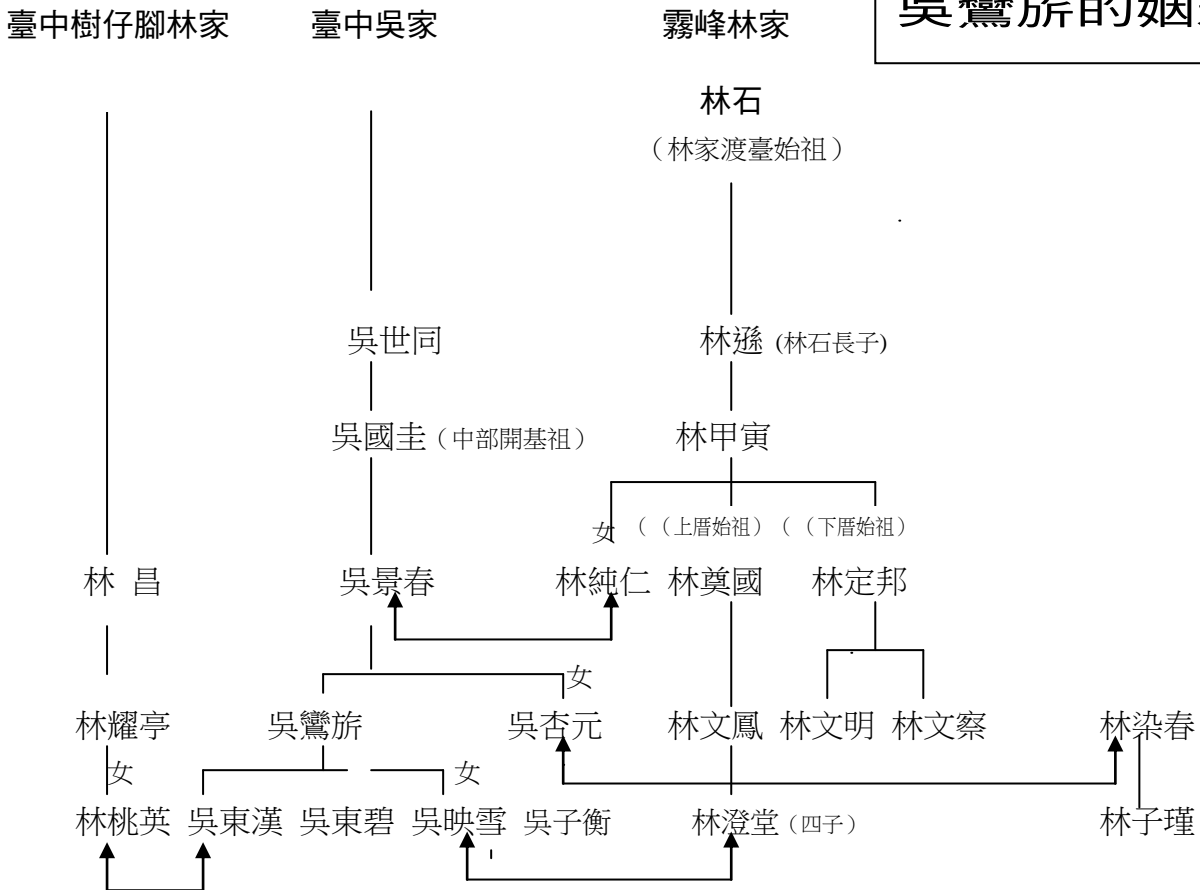 臺中樹仔腳林家 臺中吳家 霧峰林家 吳鸞旂的姻
林石
（林家渡臺始祖）
吳世同 林遜 (林石長子)
吳國圭（中部開基祖） 林甲寅
女 （（上厝始祖）（（下厝始祖）
林 昌 吳景春 林純仁 林奠國 林定邦
女
林耀亭 吳鸞旂 吳杏元 林文鳳 林文明 林文察 林染春
女 女
林桃英 吳東漢 吳東碧 吳映雪 吳子衡 林澄堂（四子） 林子瑾